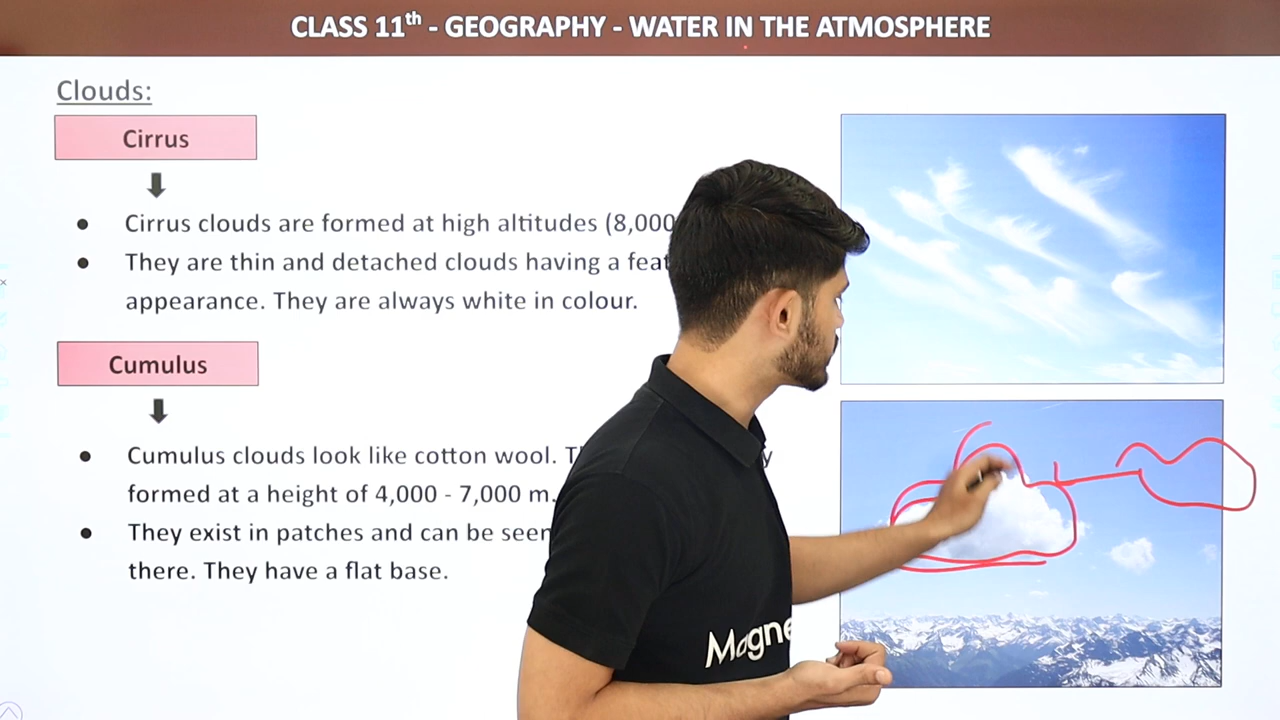 CLASS 11th - GEOGRAPHY - WATER IN THE ATMOSPHERE
Clouds:
Cirrus
Cirrus clouds are formed at high altitudes (8,000
They are thin and detached clouds having a
appearance. They are always white in colour.
Cumulus
Cumulus clouds look like cotton wool.
formed at a height of 4,000 - 7,000 m.
They exist in patches and can be seen
there. They have a flat base.